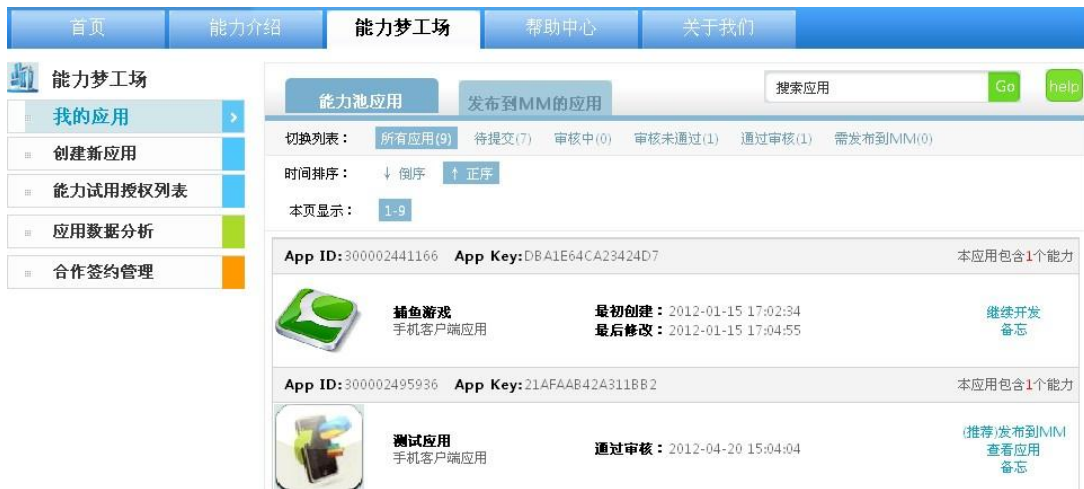 首页 能力介绍 能力梦工场 帮助中心 关于我们
能力梦工场
我的应用
创建新应用
能力试用授权列表
应用数据分析
合作签约管理
能力池应用 发布到MM的应用 搜索应用 Go help
切换列表： 所有应用(9) 待提交(7) 审核中(0) 审核未通过(1) 通过审核(1) 需发布到MM(0)
时间排序： ↓ 倒序 ↑ 正序
本页显示： 1-9
App ID:300002441166 App Key:DBA1E64CA23424D7 本应用包含1个能力
捕鱼游戏 最初创建：2012-01-15 17:02:34 继续开发
手机客户端应用 最后修改：2012-01-15 17:04:55 备忘
App ID:300002495936 App Key:21AFAAB42A311BB2 本应用包含1个能力
(推荐)发布到MM
测试应用 通过审核：2012-04-20 15:04:04 查看应用
手机客户端应用 备忘